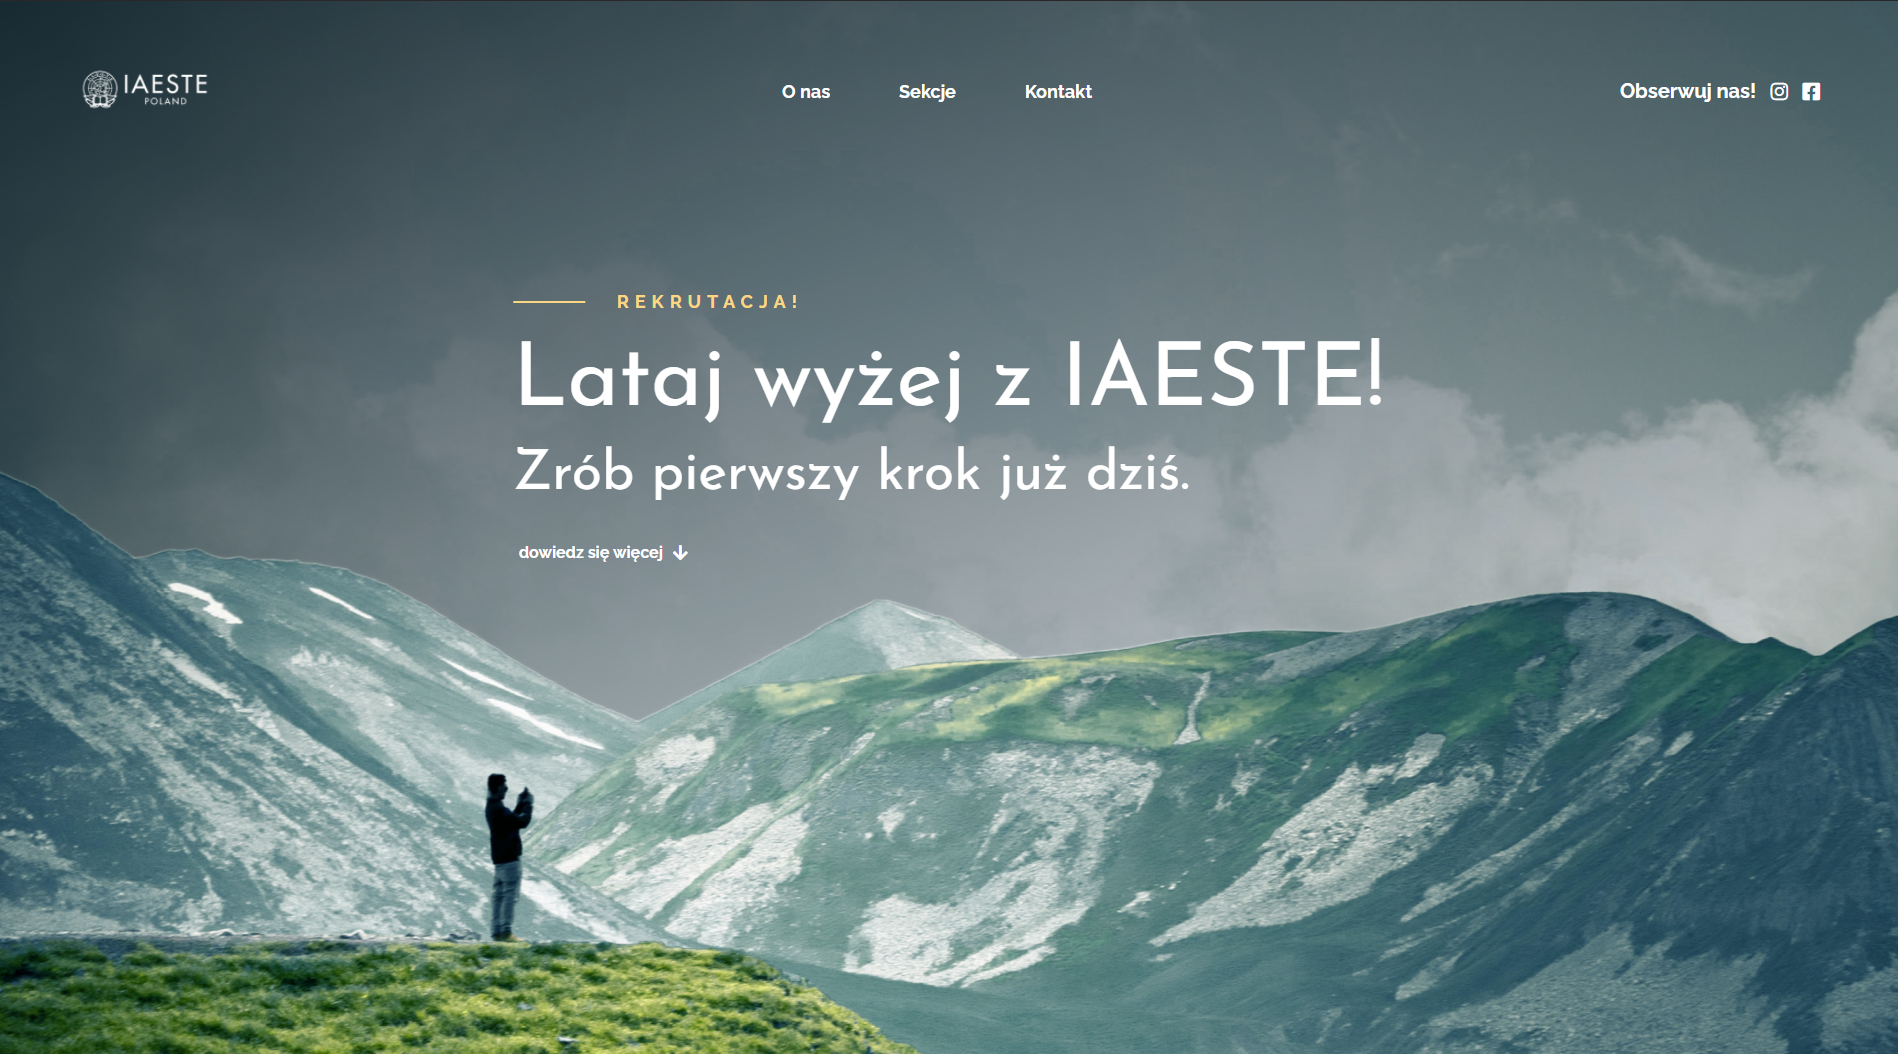 IAESTE
POLAND
O nas
Sekcje
Kontakt
Obserwuj nas!
REKRUTACJA!
Lataj wyżej z IAESTE!
Zrób pierwszy krok już dziś.
dowiedz się więcej